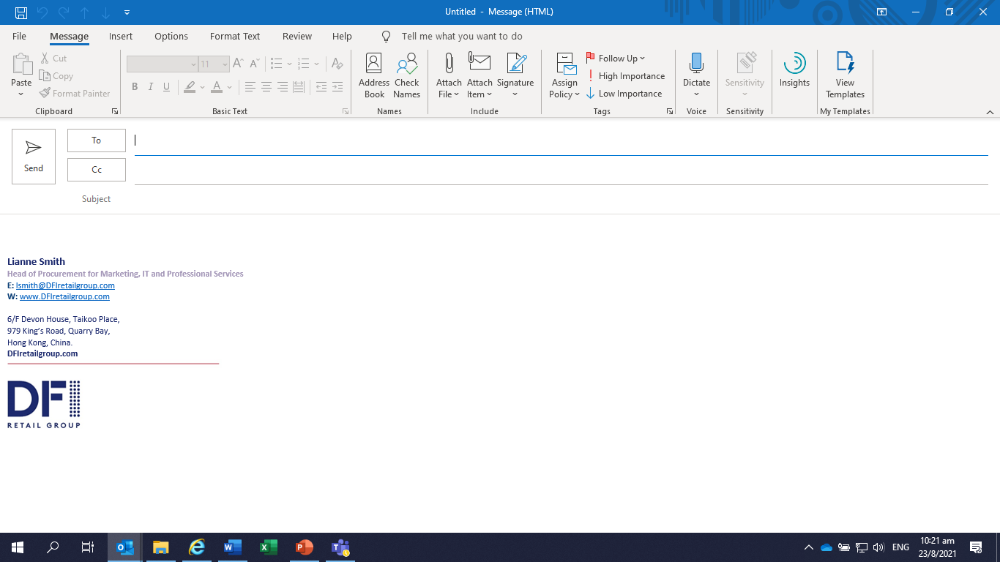 Untitled - Message (HTML)
File Message Insert Options Format Text Review Help Tell me what you want to do
Paste
Cut
Copy
Format Painter
Clipboard
11
B I U
Basic Text
Address Book
Check Names
Names
Attach File
Attach Item
Signature
Include
Assign Policy
Follow Up
High Importance
Low Importance
Tags
Dictate
Voice
Sensitivity
Sensitivity
Insights
View Templates
My Templates
Send
To
Cc
Subject
Lianne Smith
Head of Procurement for Marketing, IT and Professional Services
E: lsmith@DFIretailgroup.com
W: www.DFIretailgroup.com
6/F Devon House, Taikoo Place,
979 King's Road, Quarry Bay,
Hong Kong, China.
DFIretailgroup.com
DFI
RETAIL GROUP
ENG
10:21 am
23/8/2021